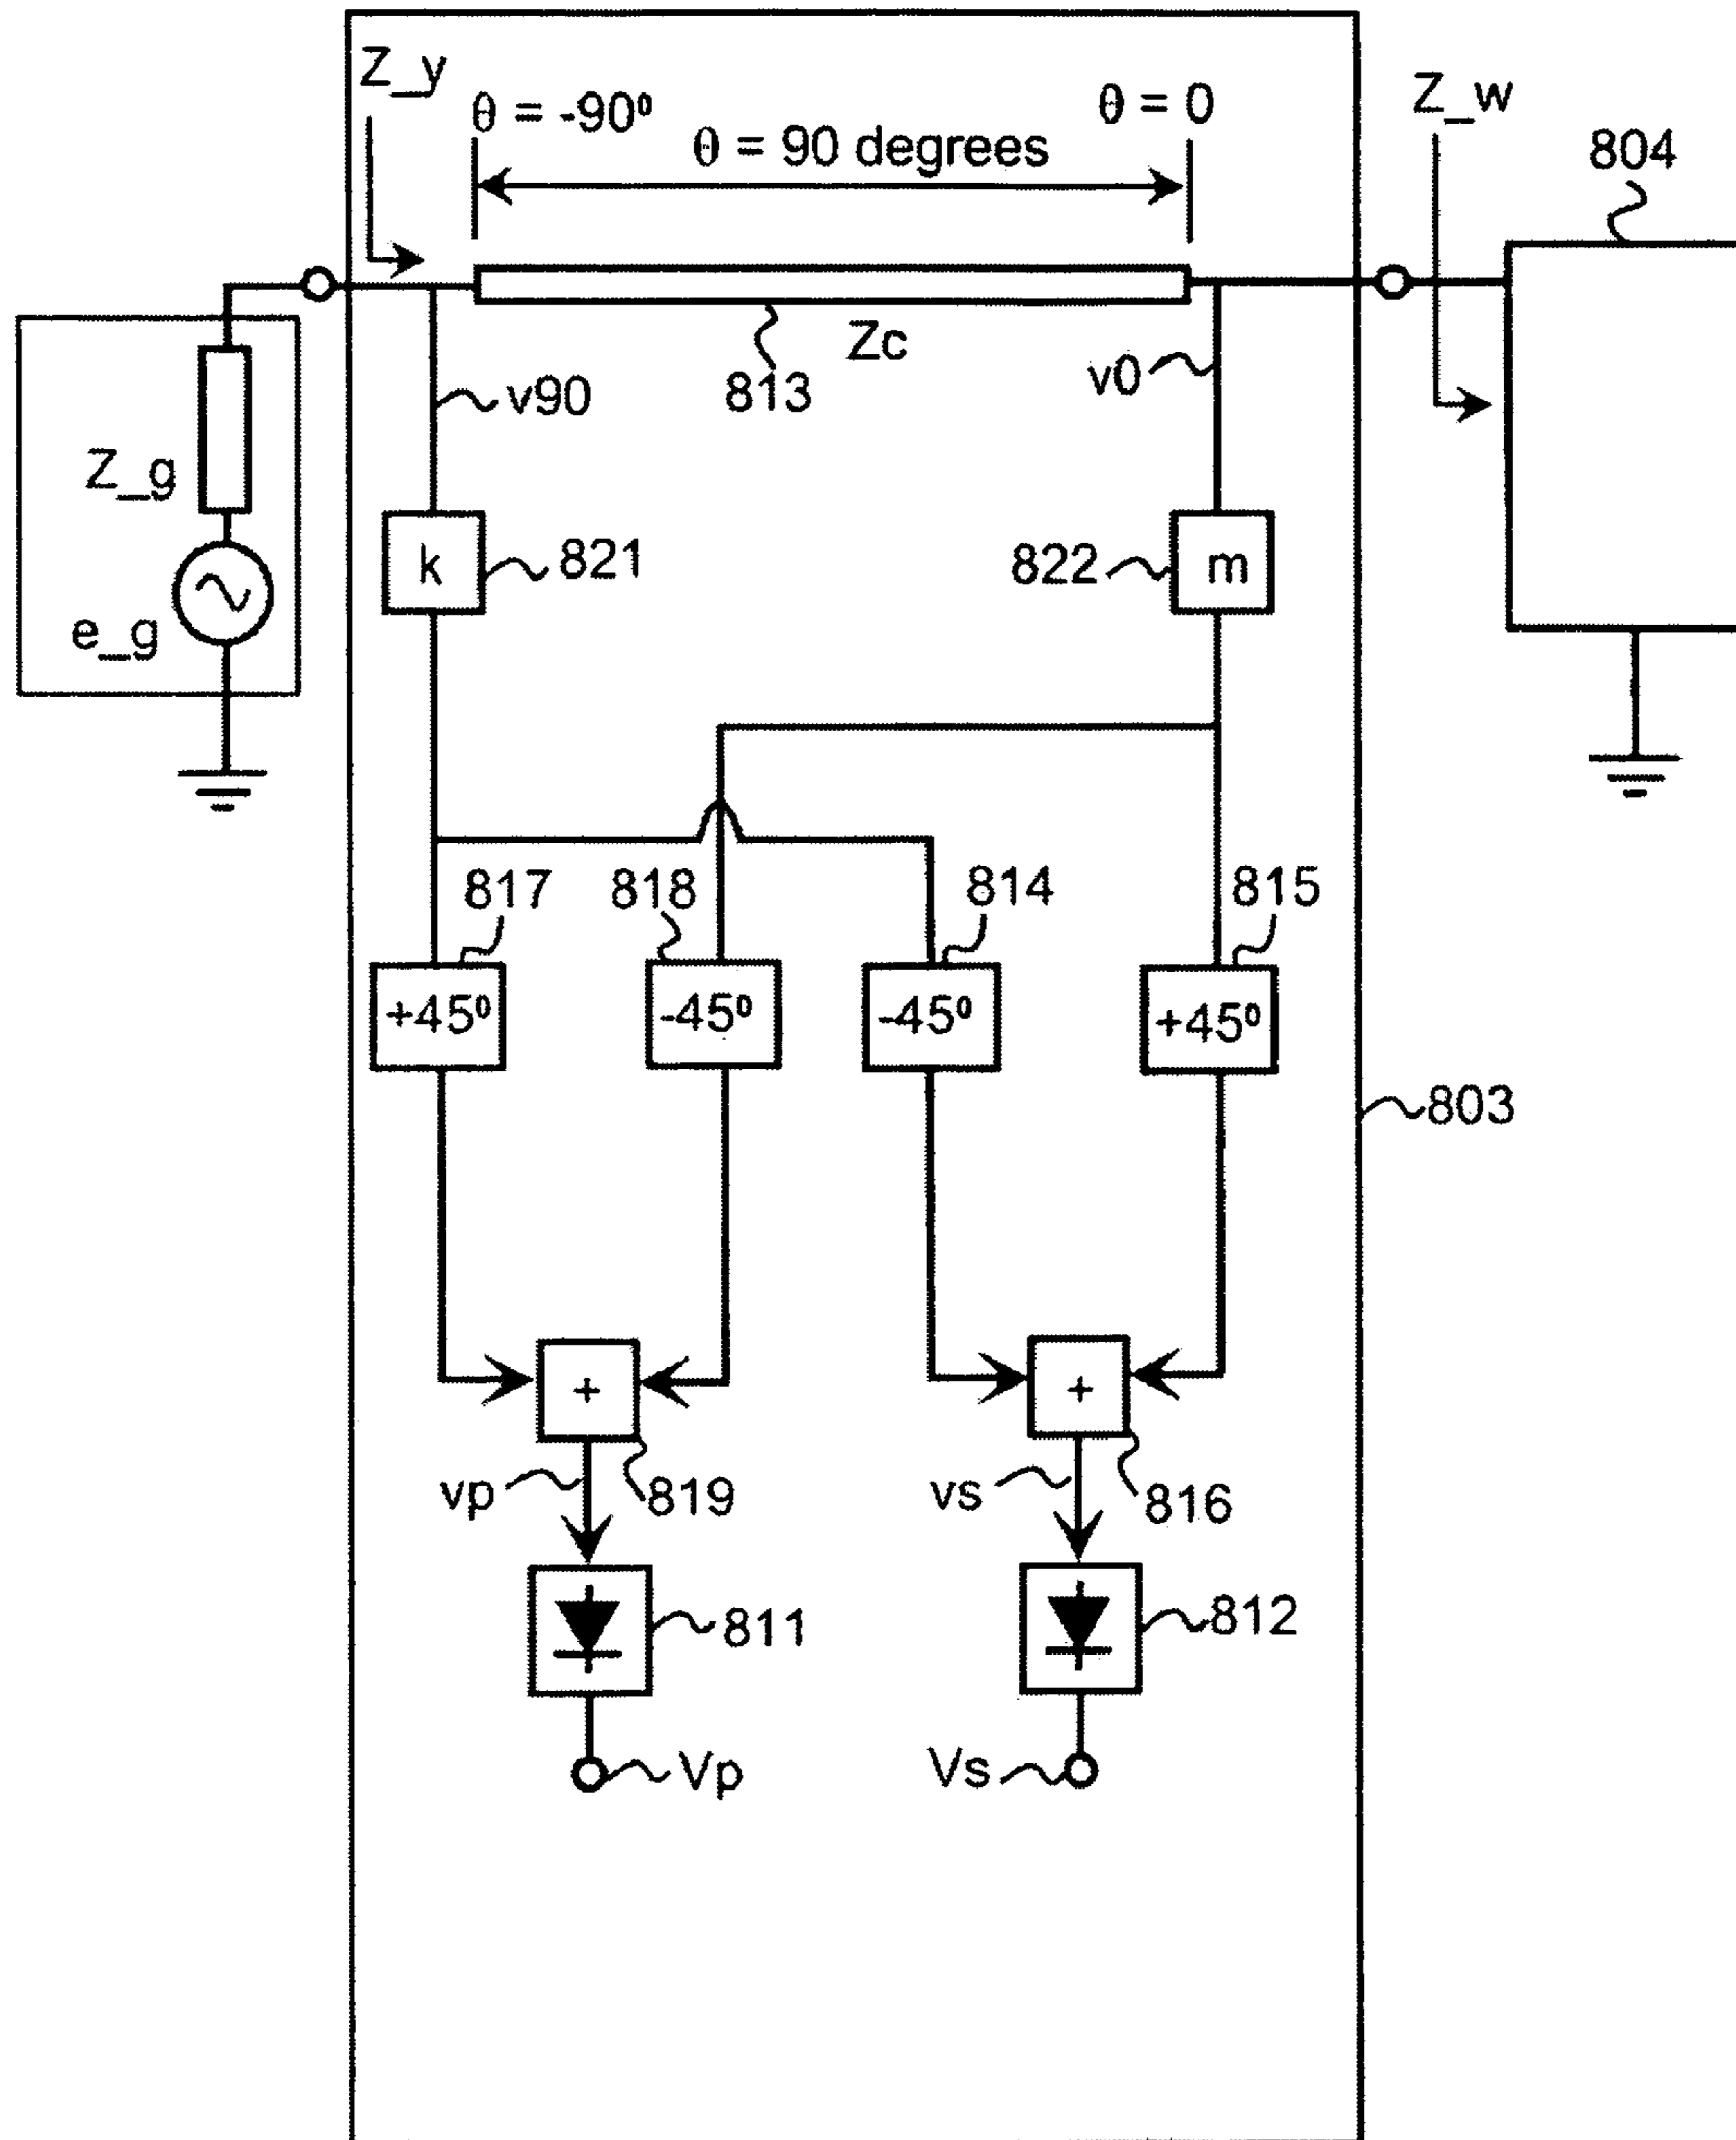 Z_y
θ = -90⁰
θ = 0
θ = 90 degrees
Z_w
804
Zc
813
v90
v0
Z_g
e_g
k
821
822
m
817
818
814
815
+45⁰
-45⁰
-45⁰
+45⁰
803
+
+
vp
819
vs
816
811
812
Vp
Vs